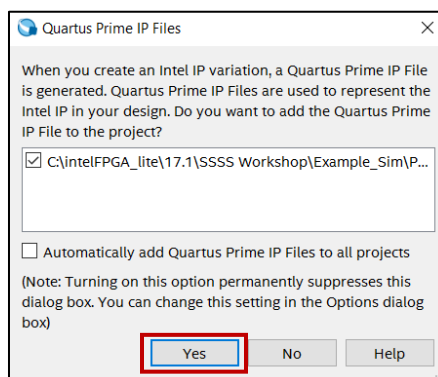 Quartus Prime IP Files
When you create an Intel IP variation, a Quartus Prime IP File
is generated. Quartus Prime IP Files are used to represent the
Intel IP in your design. Do you want to add the Quartus Prime
IP File to the project?
C:\intelFPGA_lite\17.1\SSSS Workshop\Example_Sim\P...
Automatically add Quartus Prime IP Files to all projects
(Note: Turning on this option permanently suppresses this
dialog box. You can change this setting in the Options dialog
box)
Yes No Help